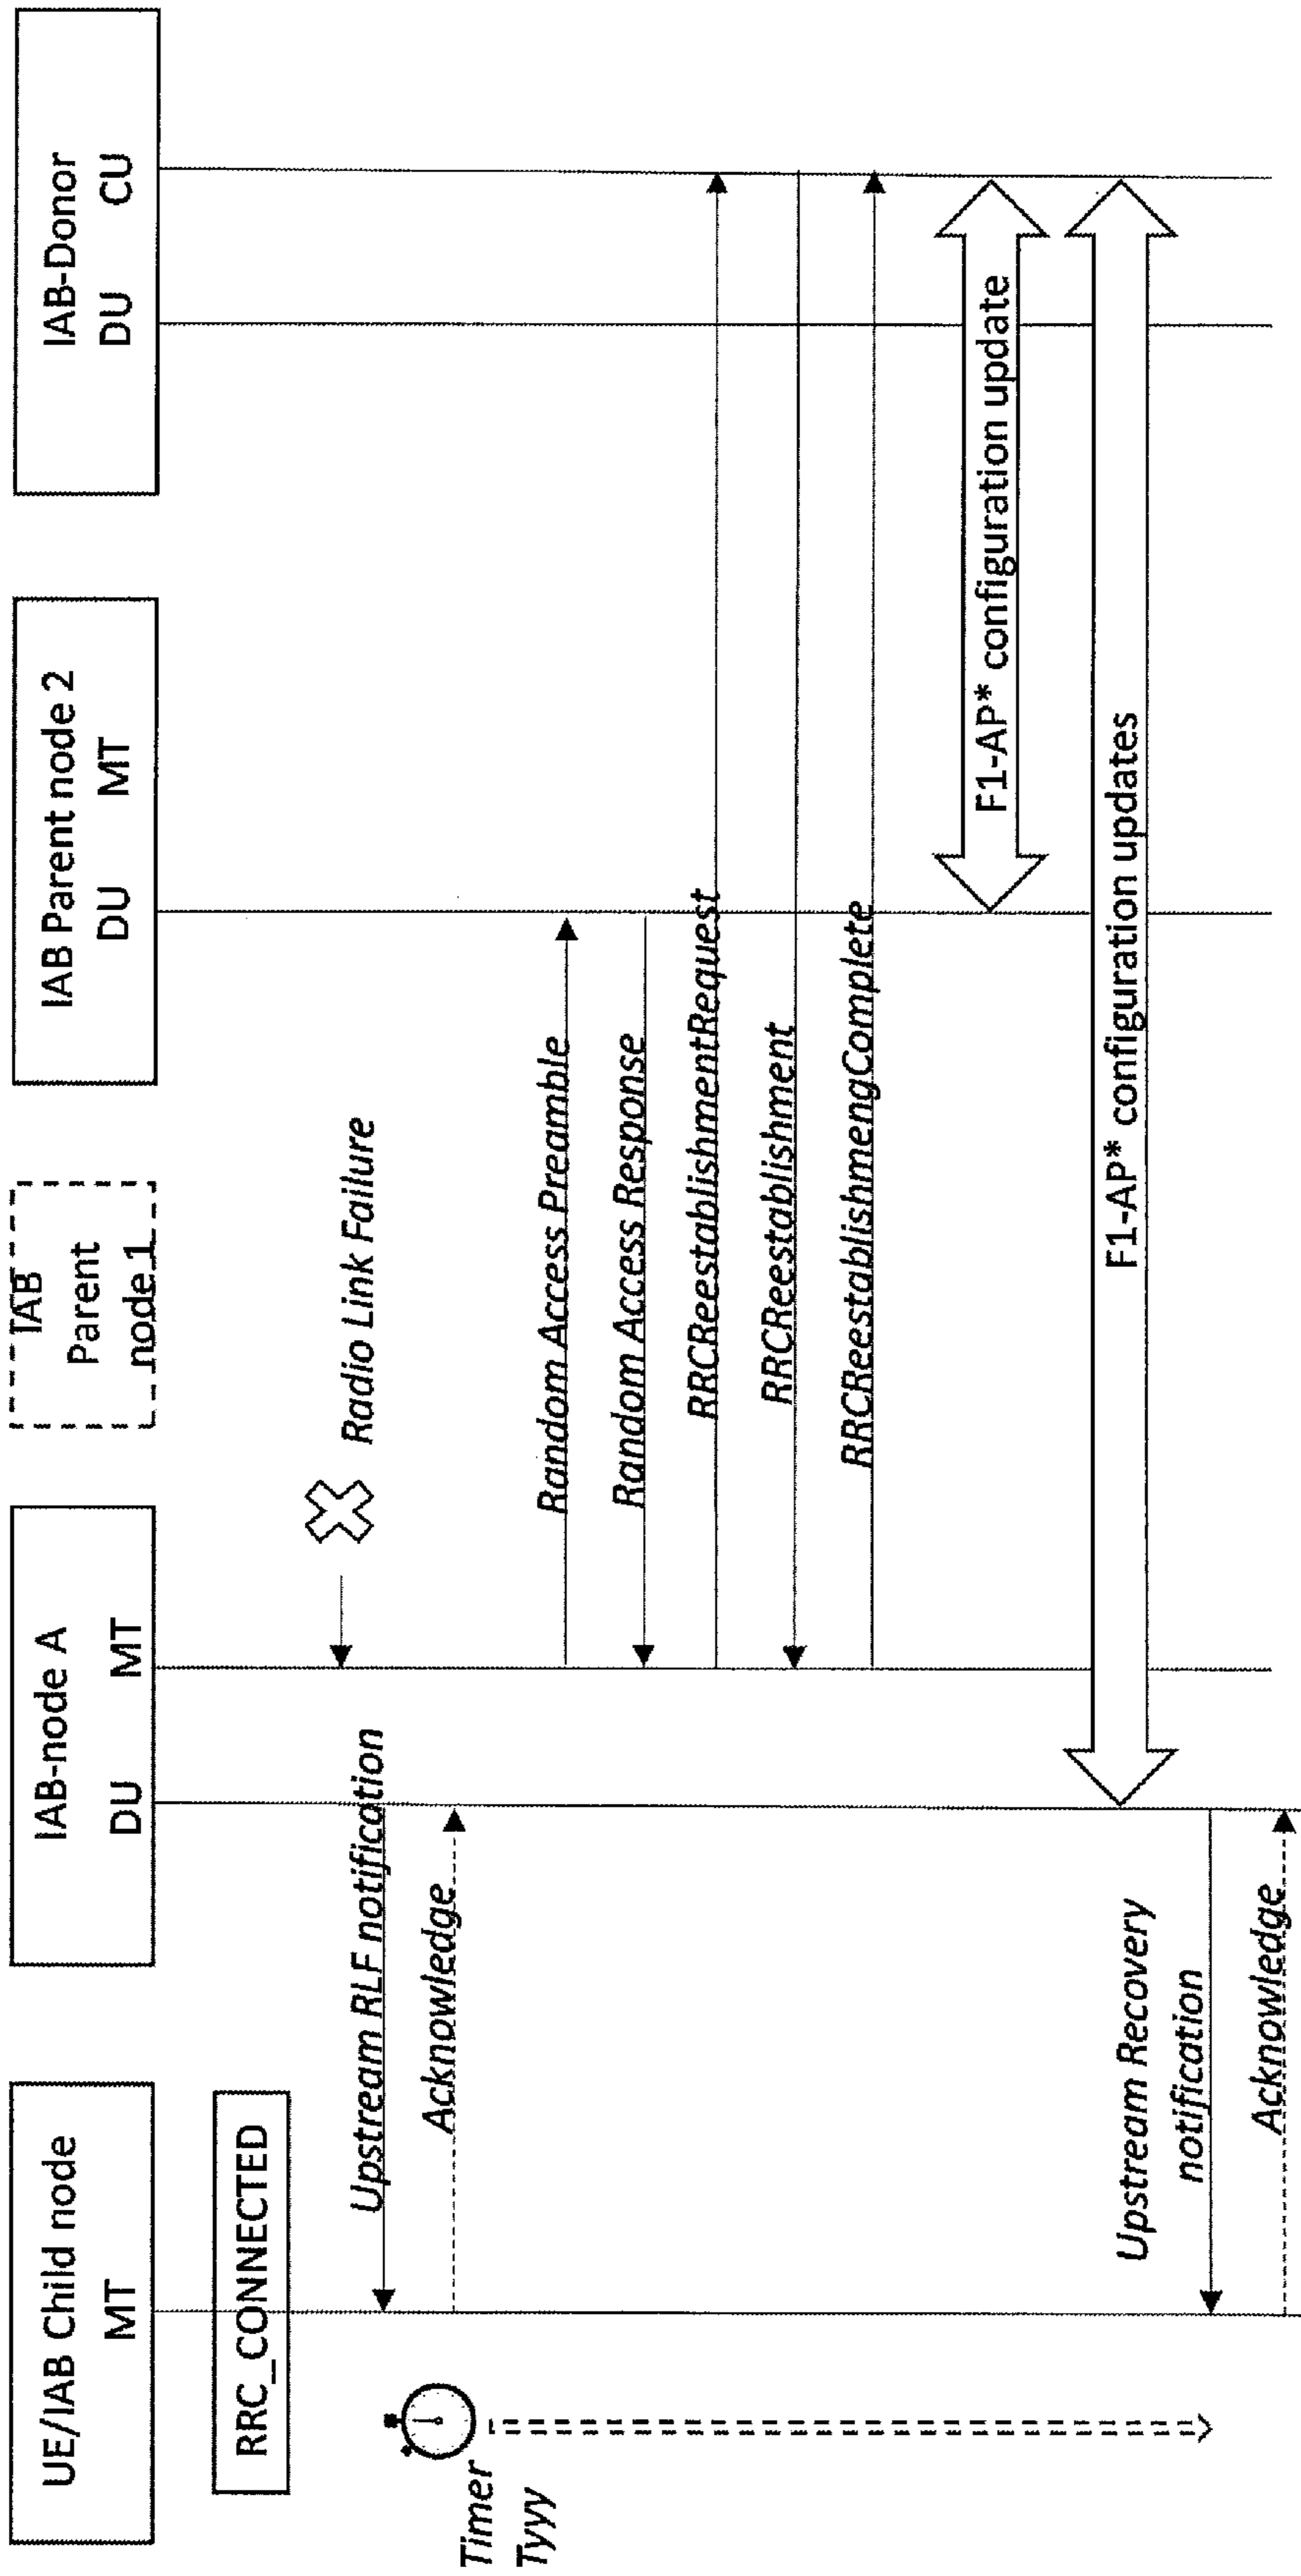 UE/IAB Child node
MT
IAB-node A
DU MT
IAB
Parent
node 1
IAB Parent node 2
DU MT
IAB-Donor
DU CU
RRC_CONNECTED
Radio Link Failure
Upstream RLF notification
Acknowledge
Timer
Tyyy
Random Access Preamble
Random Access Response
RRCReestablishmentRequest
RRCReestablishment
RRCReestablishmengComplete
F1-AP* configuration update
F1-AP* configuration updates
Upstream Recovery
notification
Acknowledge